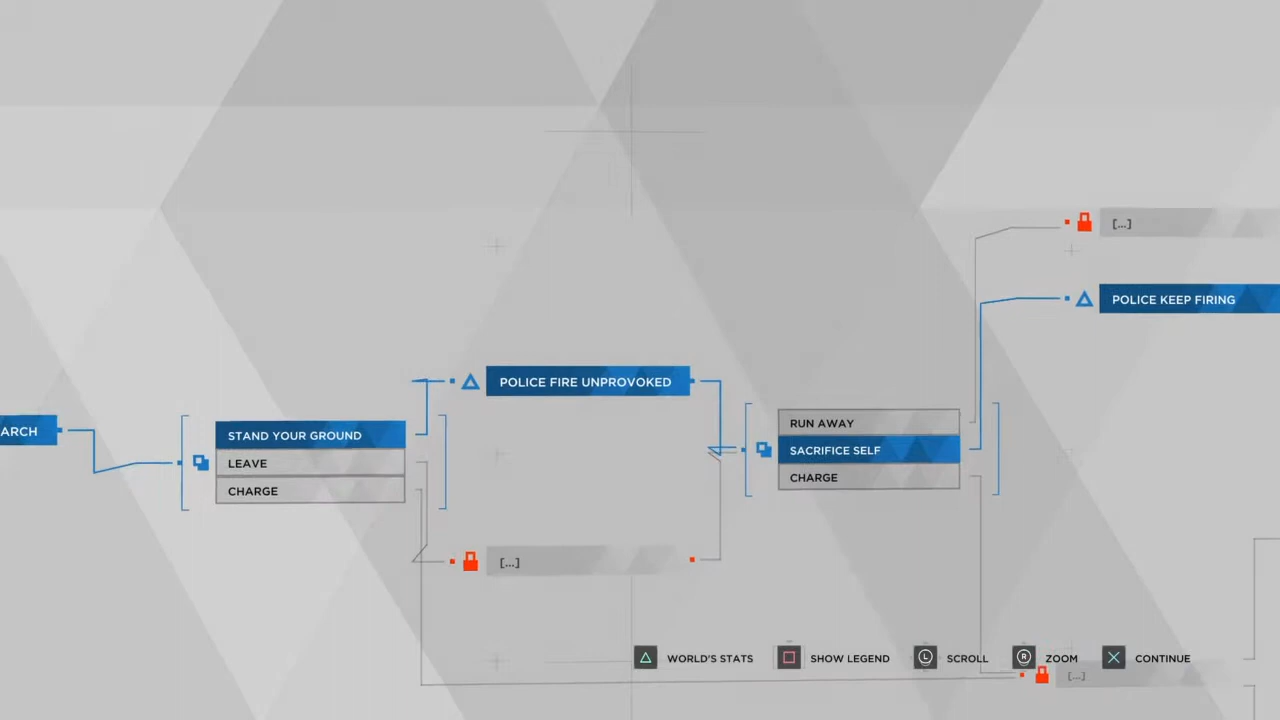 [...]
POLICE KEEP FIRING
POLICE FIRE UNPROVOKED
ARCH
STAND YOUR GROUND
LEAVE
CHARGE
RUN AWAY
SACRIFICE SELF
CHARGE
[...]
WORLD'S STATS
SHOW LEGEND
L
SCROLL
R
ZOOM
CONTINUE
[...]